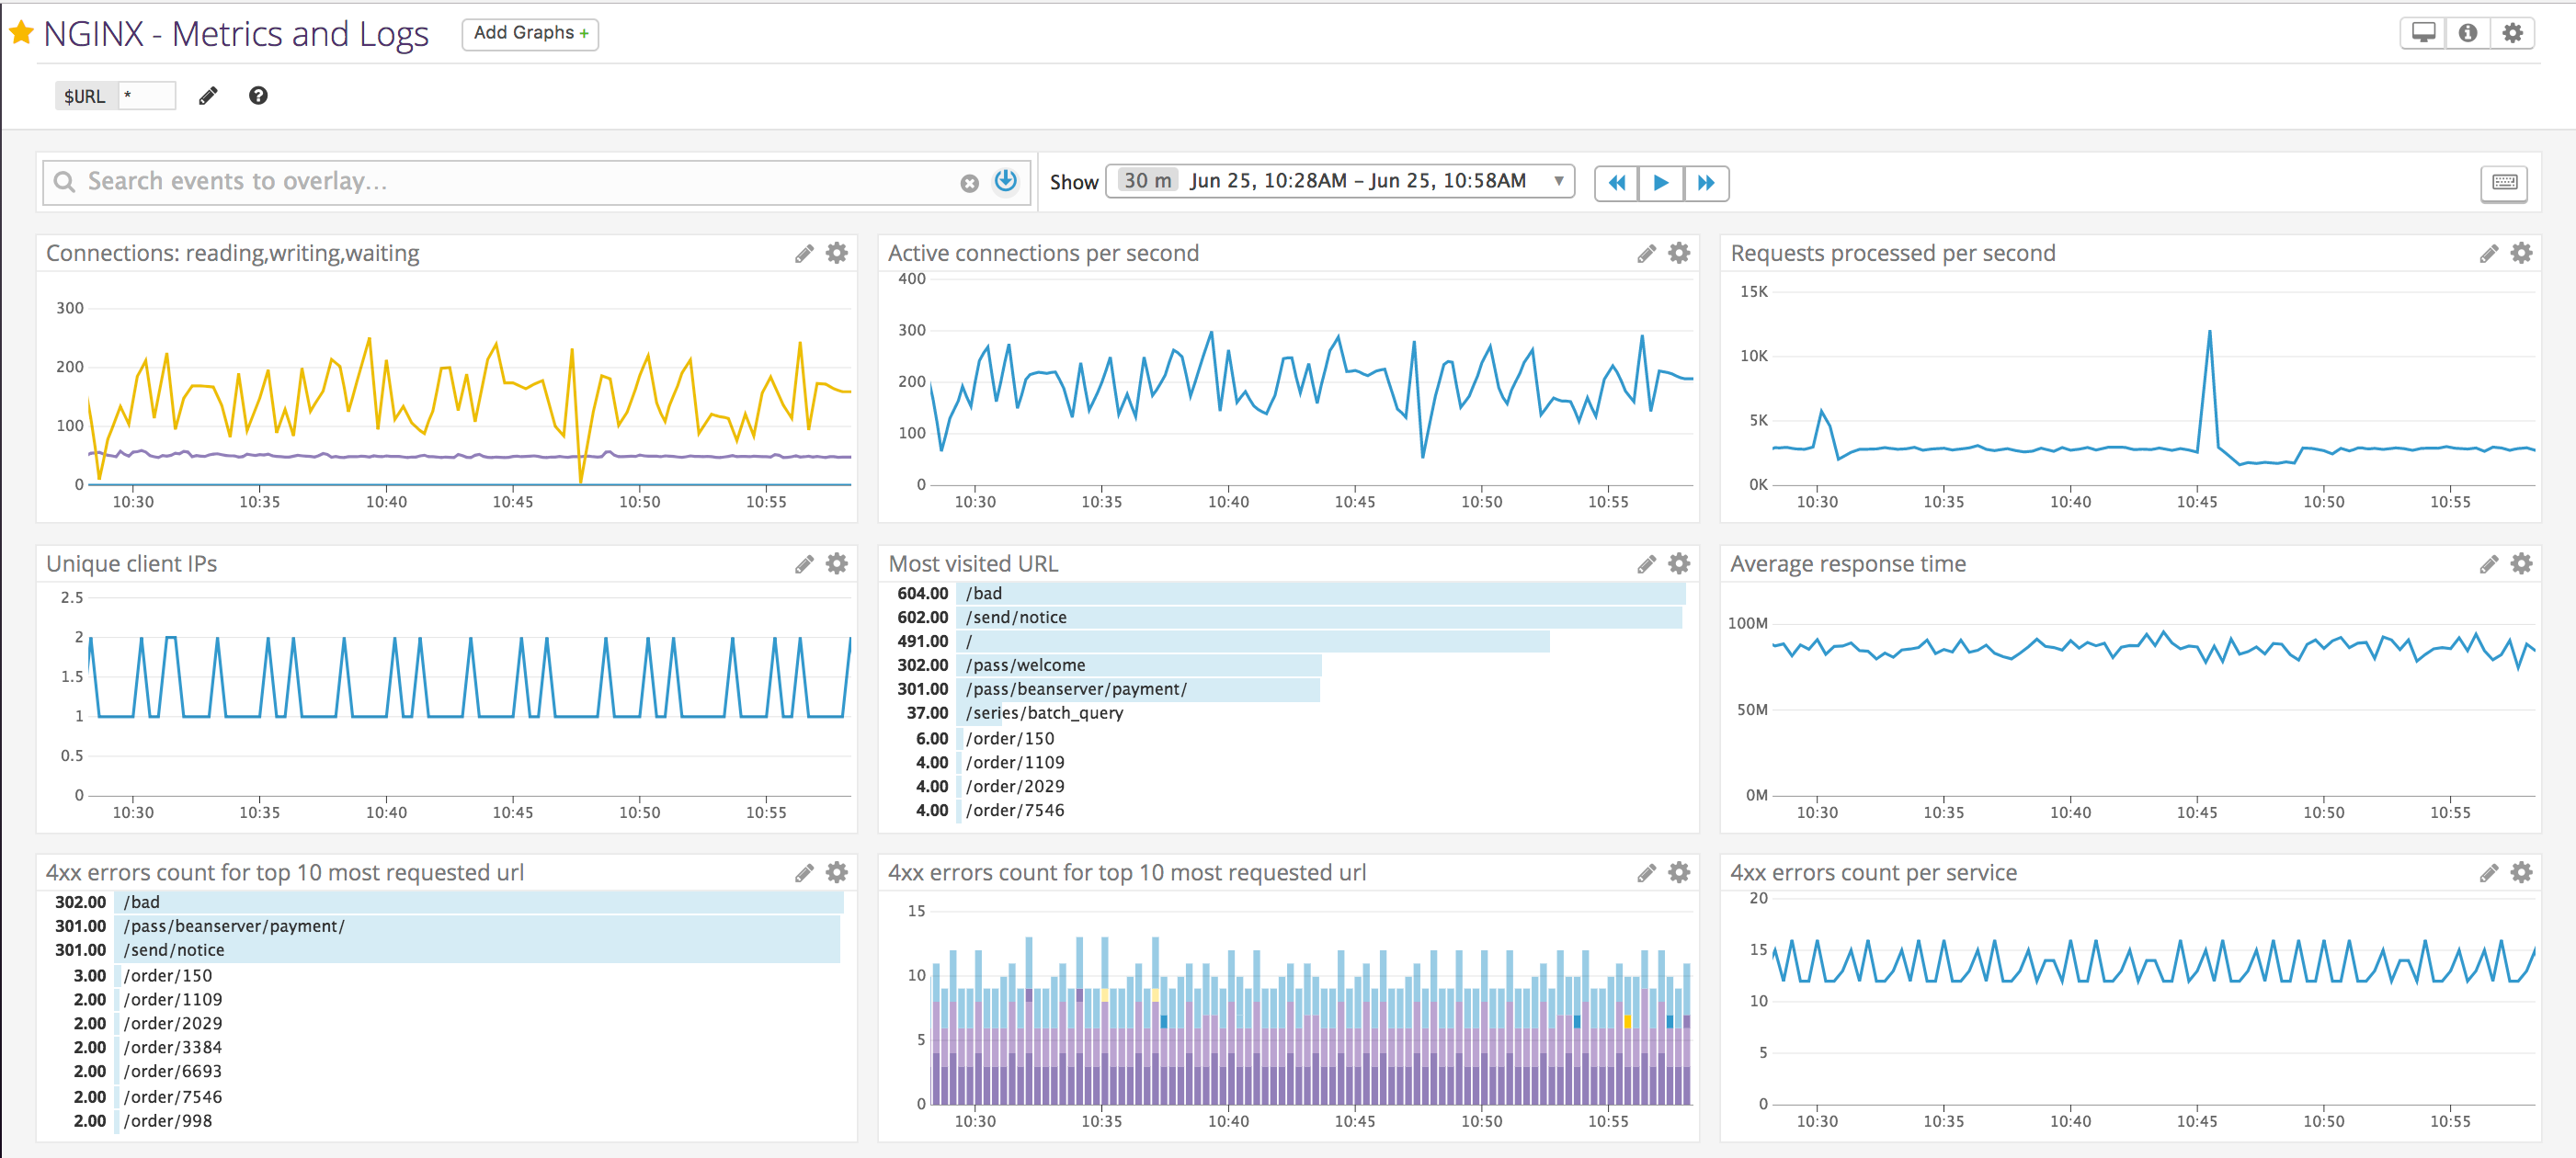 NGINX - Metrics and Logs
Add Graphs +
$URL *
Search events to overlay...
Show 30 m Jun 25, 10:28AM – Jun 25, 10:58AM
Connections: reading,writing,waiting
300
200
100
0
10:30 10:35 10:40 10:45 10:50 10:55
Active connections per second
400
300
200
100
0
10:30 10:35 10:40 10:45 10:50 10:55
Requests processed per second
15K
10K
5K
0K
10:30 10:35 10:40 10:45 10:50 10:55
Unique client IPs
2.5
2
1.5
1
0.5
0
10:30 10:35 10:40 10:45 10:50 10:55
Most visited URL
604.00 /bad
602.00 /send/notice
491.00 /
302.00 /pass/welcome
301.00 /pass/beanserver/payment/
37.00 /series/batch_query
6.00 /order/150
4.00 /order/1109
4.00 /order/2029
4.00 /order/7546
Average response time
100M
50M
0M
10:30 10:35 10:40 10:45 10:50 10:55
4xx errors count for top 10 most requested url
302.00 /bad
301.00 /pass/beanserver/payment/
301.00 /send/notice
3.00 /order/150
2.00 /order/1109
2.00 /order/2029
2.00 /order/3384
2.00 /order/6693
2.00 /order/7546
2.00 /order/998
4xx errors count for top 10 most requested url
15
10
5
0
10:30 10:35 10:40 10:45 10:50 10:55
4xx errors count per service
20
15
10
5
0
10:30 10:35 10:40 10:45 10:50 10:55